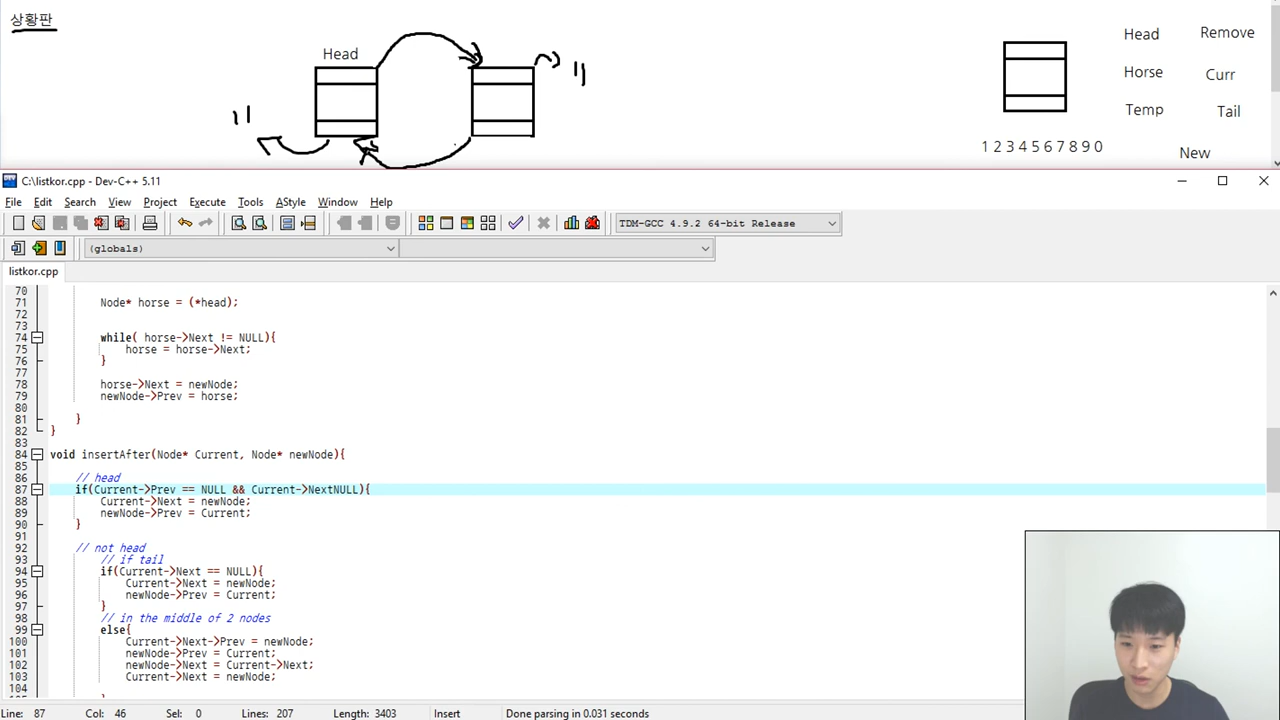 상황판
Head
Head Remove
Horse Curr
Temp Tail
1 2 3 4 5 6 7 8 9 0
New
C:\listkor.cpp - Dev-C++ 5.11
File Edit Search View Project Execute Tools AStyle Window Help
TDM-GCC 4.9.2 64-bit Release
(globals)
listkor.cpp
70
71 Node* horse = (*head);
72
73
74 while( horse->Next != NULL){
75 horse = horse->Next;
76 }
77
78 horse->Next = newNode;
79 newNode->Prev = horse;
80
81 }
82 }
83
84 void insertAfter(Node* Current, Node* newNode){
85
86 // head
87 if(Current->Prev == NULL && Current->NextNULL){
88 Current->Next = newNode;
89 newNode->Prev = Current;
90 }
91
92 // not head
93 // if tail
94 if(Current->Next == NULL){
95 Current->Next = newNode;
96 newNode->Prev = Current;
97 }
98 // in the middle of 2 nodes
99 else{
100 Current->Next->Prev = newNode;
101 newNode->Prev = Current;
102 newNode->Next = Current->Next;
103 Current->Next = newNode;
104
Line: 87 Col: 46 Sel: 0 Lines: 207 Length: 3403 Insert Done parsing in 0.031 seconds